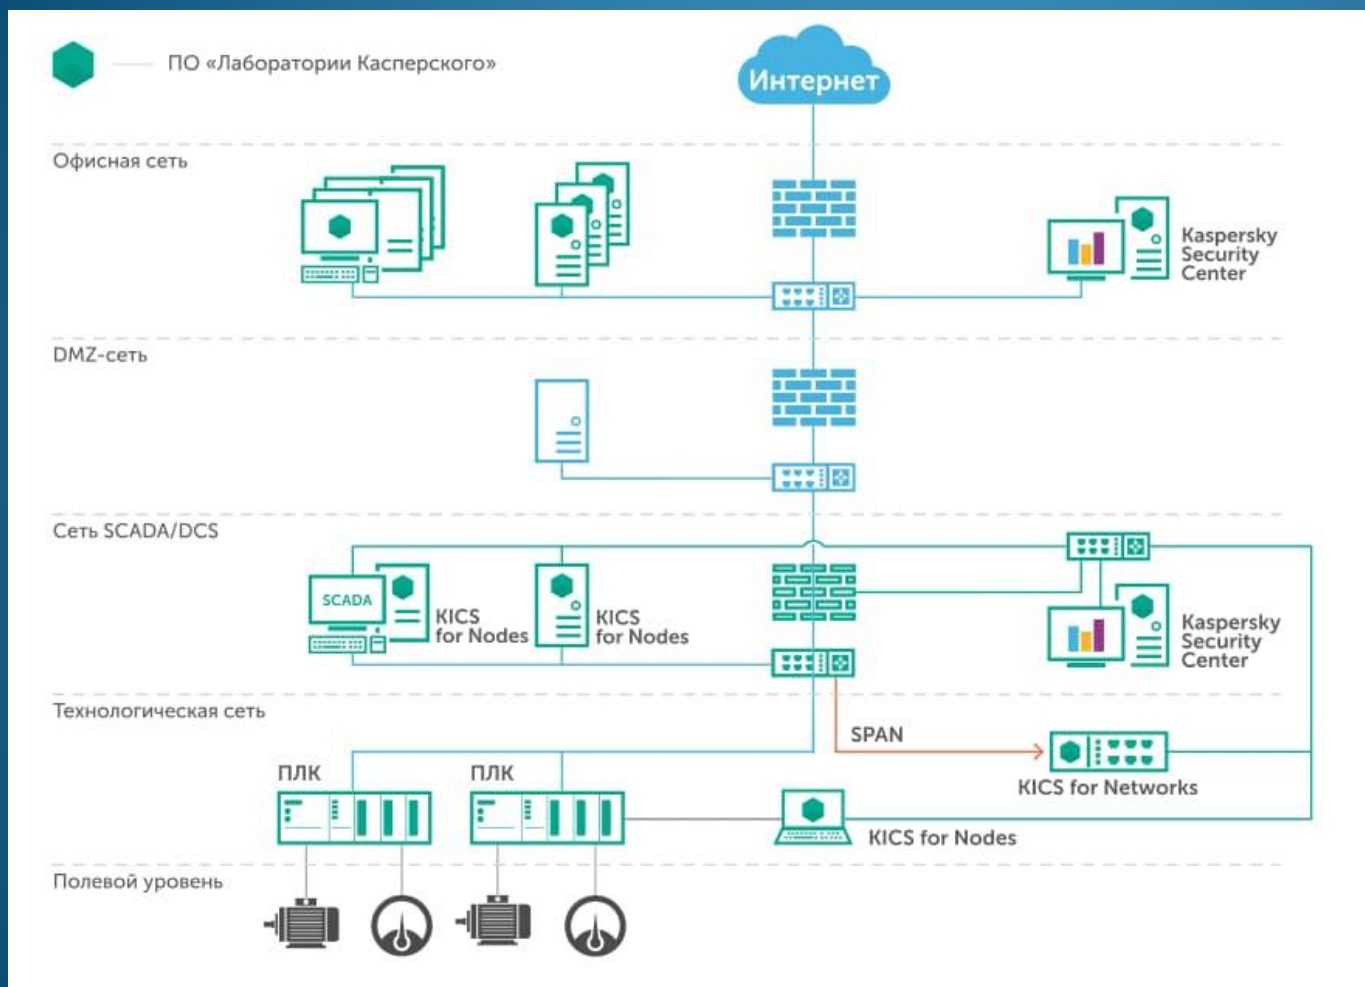 ПО «Лаборатории Касперского»
Интернет
Офисная сеть
Kaspersky
Security
Center
DMZ-сеть
Сеть SCADA/DCS
SCADA
KICS
for Nodes
KICS
for Nodes
Kaspersky
Security
Center
Технологическая сеть
SPAN
ПЛК
ПЛК
KICS for Networks
KICS for Nodes
Полевой уровень